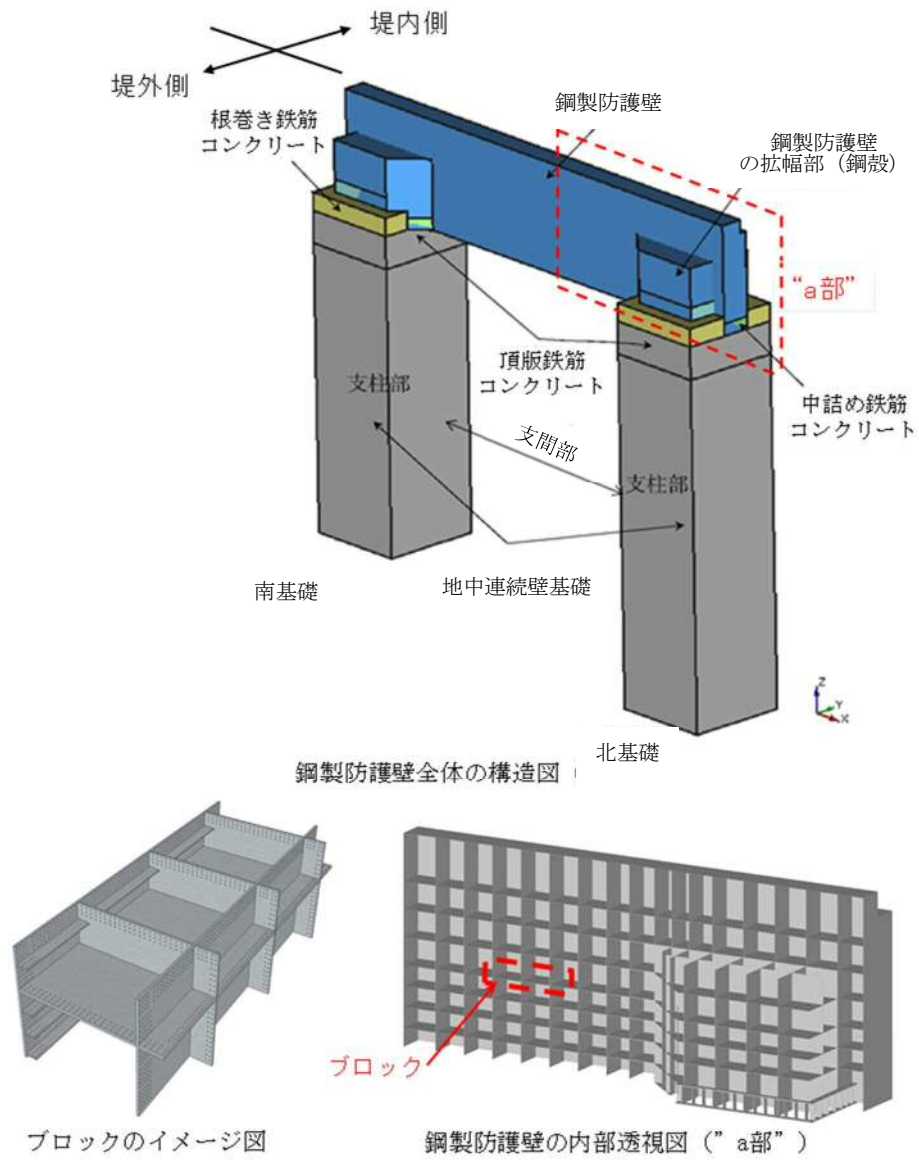 堤内側
堤外側
根巻き鉄筋
コンクリート
鋼製防護壁
鋼製防護壁
の拡幅部（鋼殻）
“a部”
頂版鉄筋
コンクリート
中詰め鉄筋
コンクリート
支柱部
支間部
支柱部
南基礎
地中連続壁基礎
北基礎
Z
Y
X
鋼製防護壁全体の構造図（
ブロック
ブロックのイメージ図
鋼製防護壁の内部透視図（”a部”）